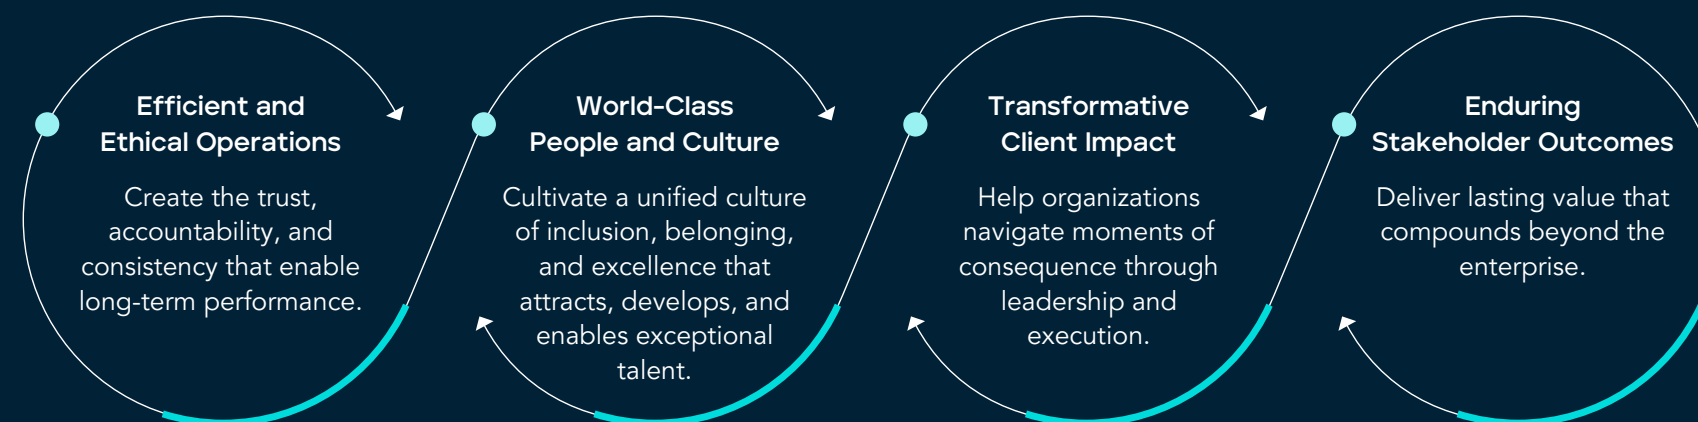 Efficient and
Ethical Operations
Create the trust,
accountability, and
consistency that enable
long-term performance.
World-Class
People and Culture
Cultivate a unified culture
of inclusion, belonging,
and excellence that
attracts, develops, and
enables exceptional
talent.
Transformative
Client Impact
Help organizations
navigate moments of
consequence through
leadership and
execution.
Enduring
Stakeholder Outcomes
Deliver lasting value that
compounds beyond the
enterprise.